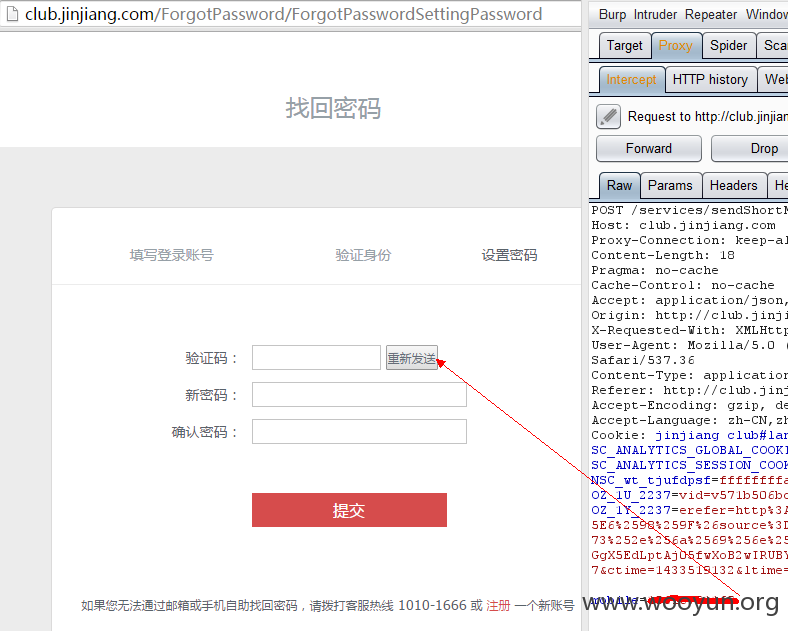 club.jinjiang.com/ForgotPassword/ForgotPasswordSettingPassword
找回密码
填写登录账号
验证身份
设置密码
验证码：
重新发送
新密码：
确认密码：
提交
如果您无法通过邮箱或手机自助找回密码，请拨打客服热线 1010-1666 或 注册 一个新账号
Burp Intruder Repeater Window
Target Proxy Spider Sca
Intercept HTTP history Web
Request to http://club.jinjian
Forward Drop
Raw Params Headers He
POST /services/sendShortM
Host: club.jinjiang.com
Proxy-Connection: keep-al
Content-Length: 18
Pragma: no-cache
Cache-Control: no-cache
Accept: application/json,
Origin: http://club.jinji
X-Requested-With: XMLHttp
User-Agent: Mozilla/5.0 (
Safari/537.36
Content-Type: application
Referer: http://club.jinj
Accept-Encoding: gzip, de
Accept-Language: zh-CN,zh
Cookie: jinjiang club#lan
SC_ANALYTICS_GLOBAL_COOKI
SC_ANALYTICS_SESSION_COOK
NSC_wt_tjufdpsf=ffffffffa
OZ_1U_2237=vid=v571b506bc
OZ_1Y_2237=erefer=http%3A
5E6%2598%259F%26source%3D
73%252e%256a%2569%256e%25
GgX5EdLptAjO5fwXoB2wIRUBY
7&ctime=1433519132&ltime=
mobile=
www.wooyun.org